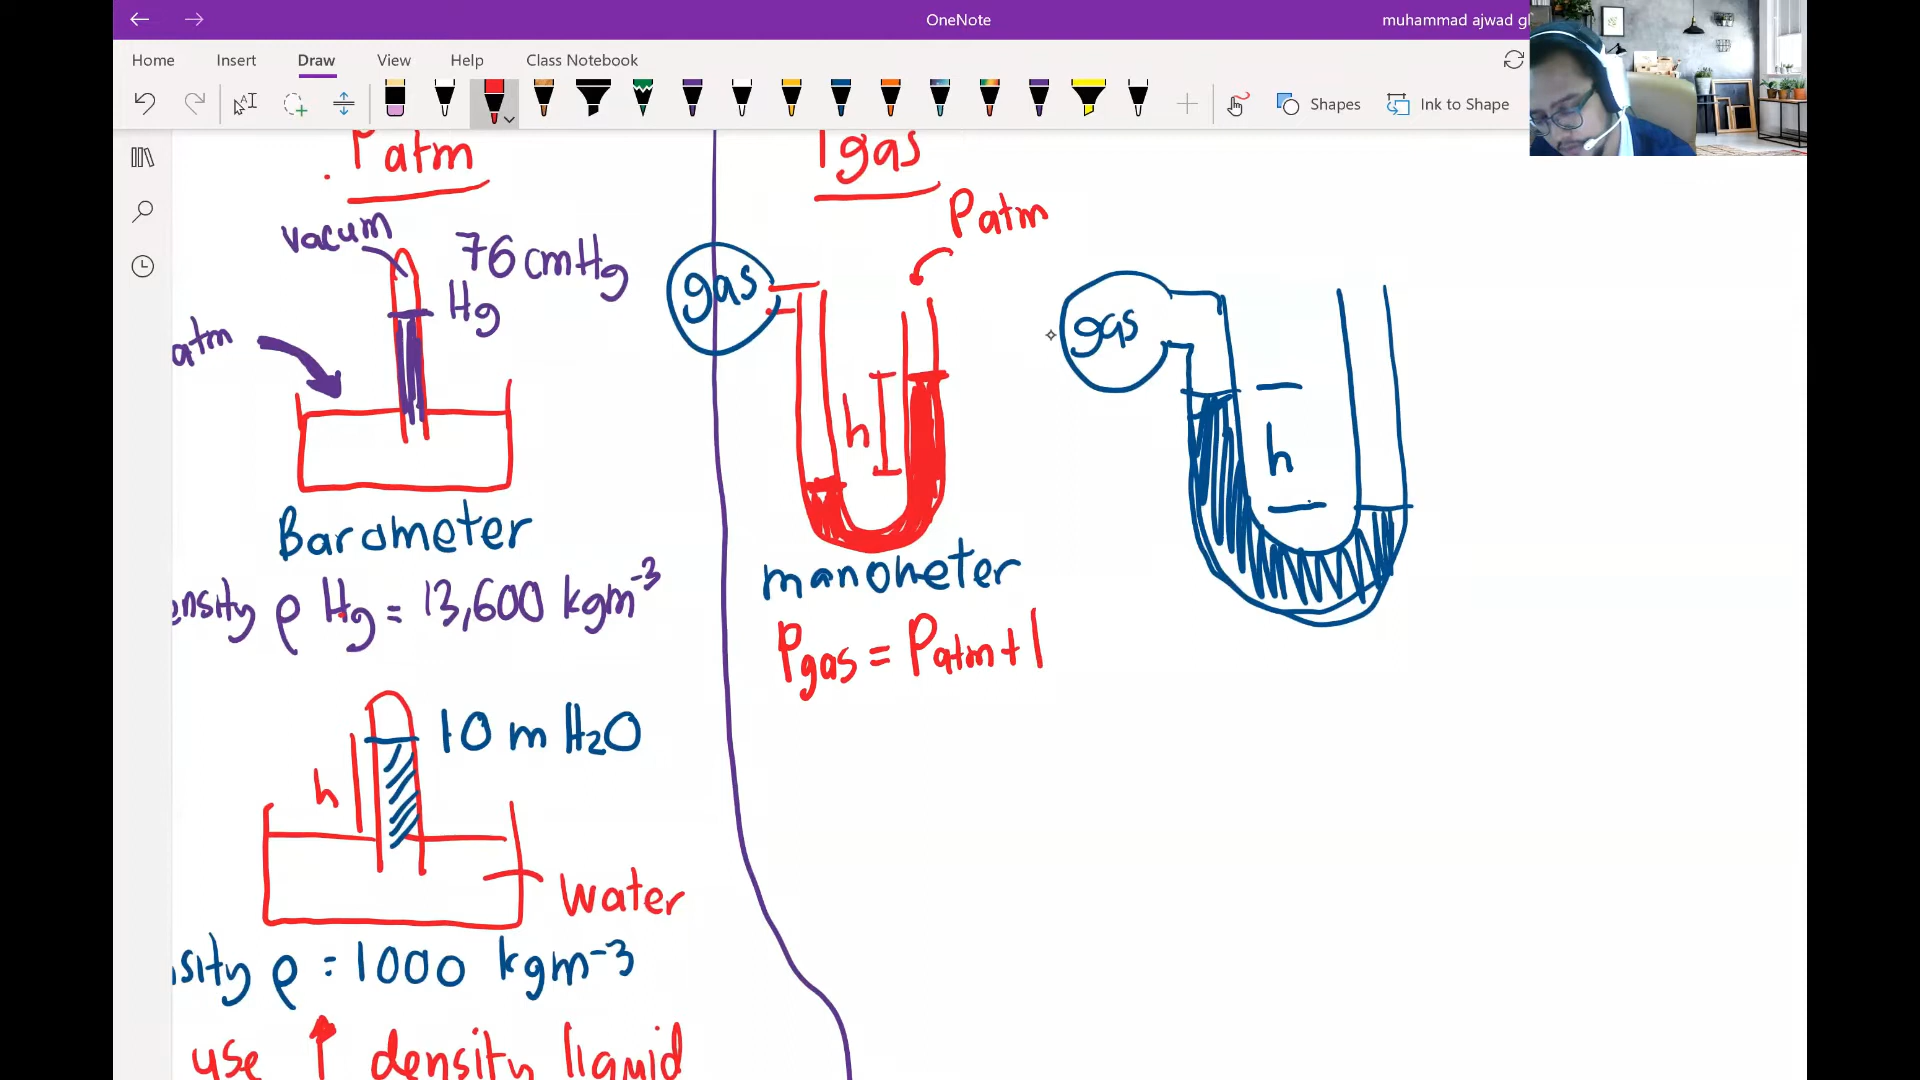 OneNote
muhammad ajwad gh
Home Insert Draw View Help Class Notebook
Shapes Ink to Shape
Patm
vacum
76 cmHg
Hg
atm
Barometer
ensity ρ Hg = 13,600 kgm⁻³
10 m H2O
h
water
sity ρ = 1000 kgm⁻³
use ↑ density liquid
Pgas
Patm
gas
h
manometer
Pgas = Patm + 
gas
h